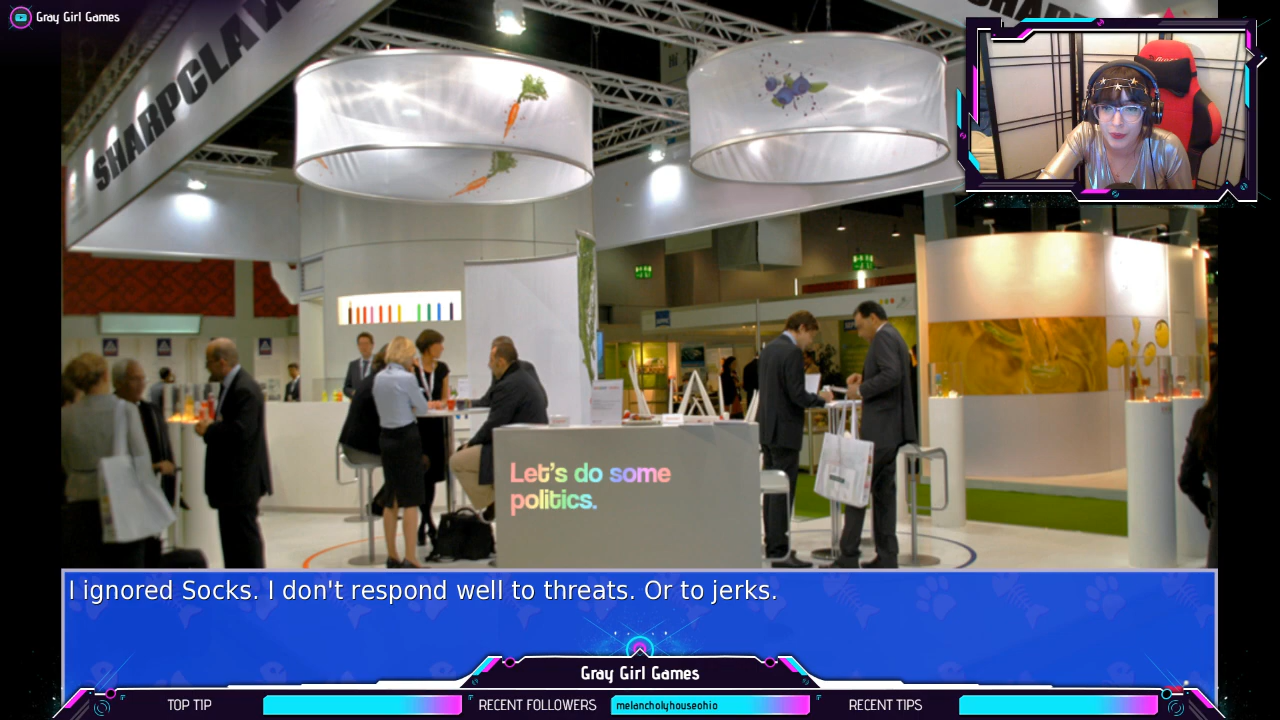 Gray Girl Games
SHARPCLAW
Let's do some
politics.
I ignored Socks. I don't respond well to threats. Or to jerks.
Gray Girl Games
TOP TIP
RECENT FOLLOWERS
melancholyhouseohio
RECENT TIPS